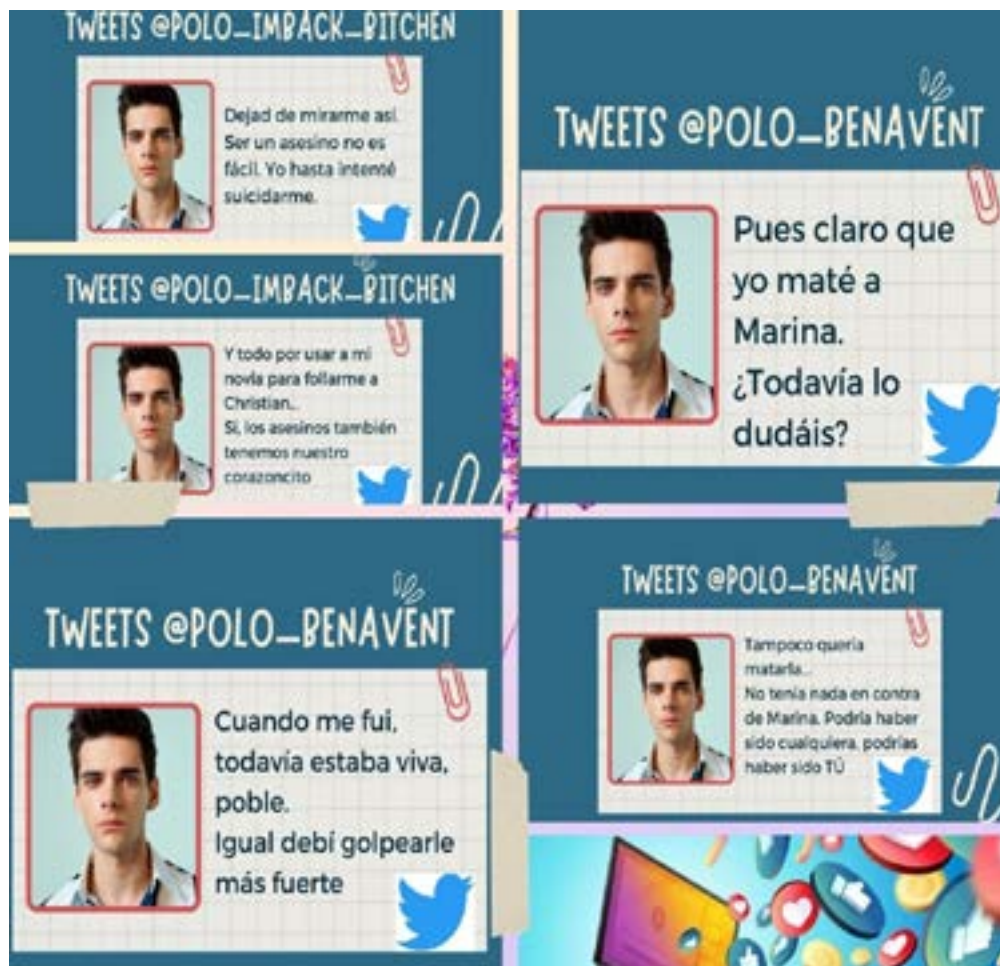 TWEETS @POLO_IMBACK_BITCHEN
Dejad de mirarme así.
Ser un asesino no es
fácil. Yo hasta intenté
suicidarme.
TWEETS @POLO_IMBACK_BITCHEN
Y todo por usar a mi
novia para follarme a
Christian...
Si, los asesinos también
tenemos nuestro
corazoncito
TWEETS @POLO_BENAVENT
Pues claro que
yo maté a
Marina.
¿Todavía lo
dudáis?
TWEETS @POLO_BENAVENT
Cuando me fui,
todavía estaba viva,
poble.
Igual debí golpearle
más fuerte
TWEETS @POLO_BENAVENT
Tampoco quería
matarla...
No tenía nada en contra
de Marina. Podría haber
sido cualquiera, podrías
haber sido TÚ